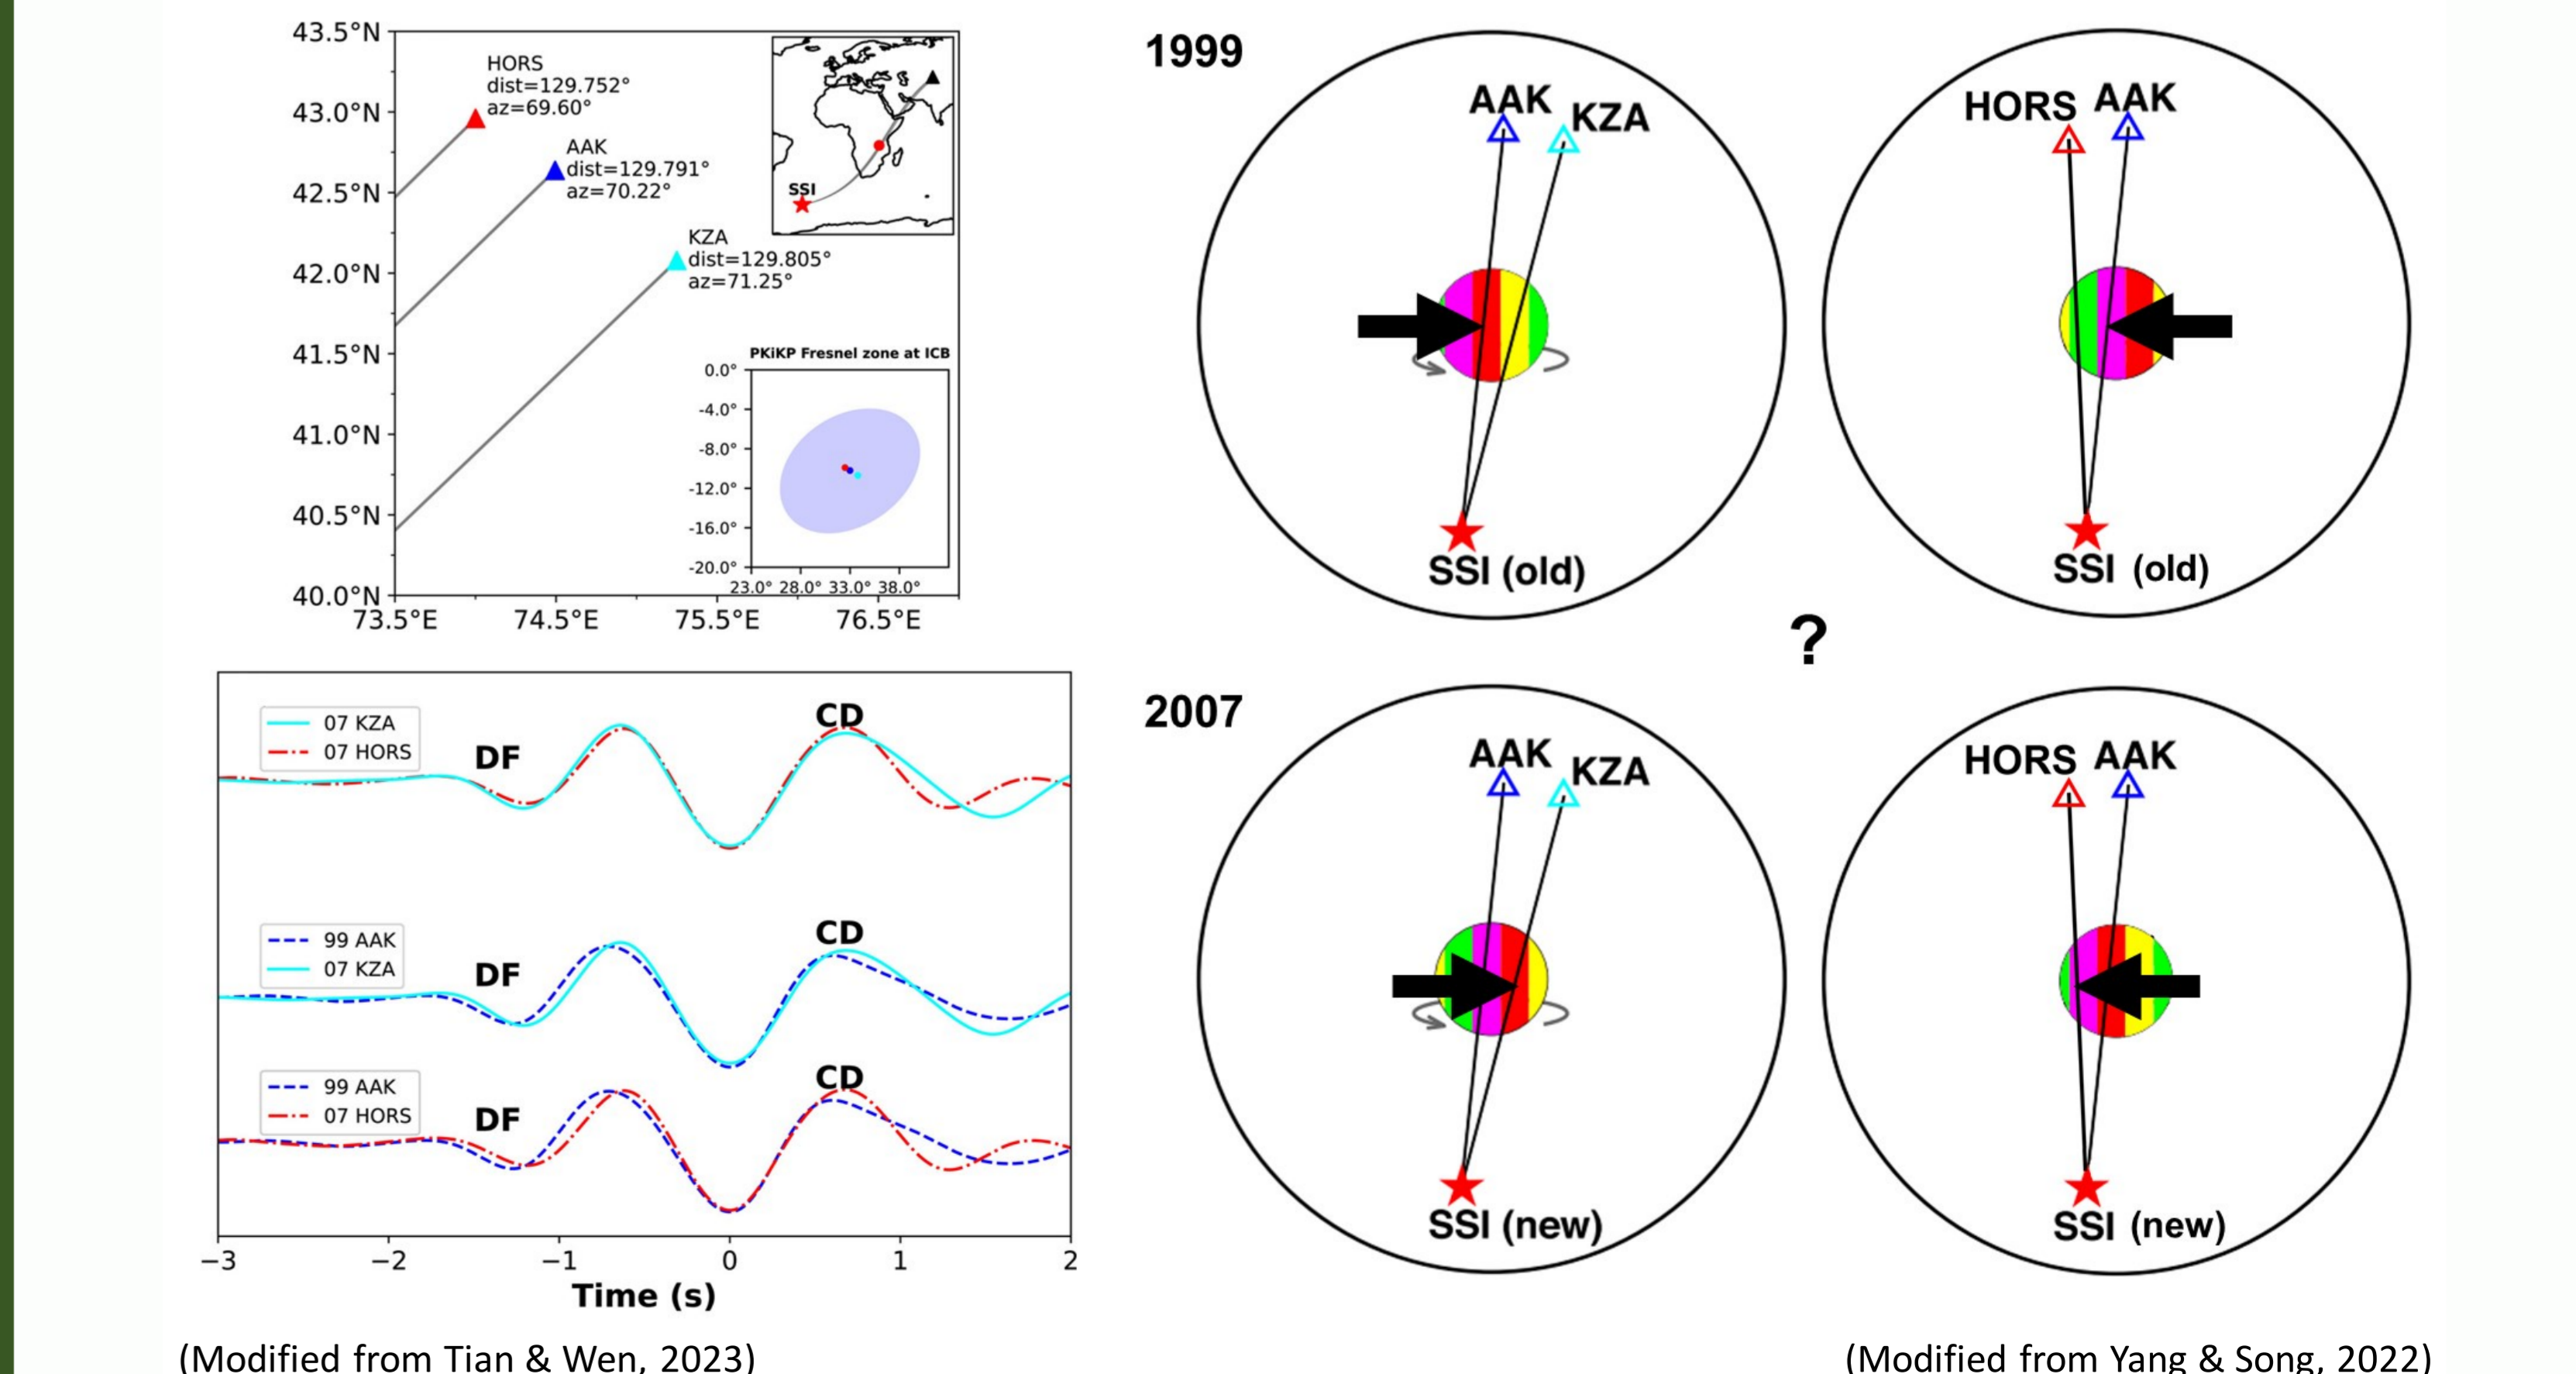 43.5°N
43.0°N
42.5°N
42.0°N
41.5°N
41.0°N
40.5°N
40.0°N
73.5°E
74.5°E
75.5°E
76.5°E
HORS
dist=129.752°
az=69.60°
AAK
dist=129.791°
az=70.22°
KZA
dist=129.805°
az=71.25°
SSI
PKiKP Fresnel zone at ICB
0.0°
-4.0°
-8.0°
-12.0°
-16.0°
-20.0°
23.0° 28.0° 33.0° 38.0°
07 KZA
07 HORS
DF
CD
99 AAK
07 KZA
DF
CD
99 AAK
07 HORS
DF
CD
−3
−2
−1
0
1
2
Time (s)
(Modified from Tian & Wen, 2023)
1999
AAK
KZA
SSI (old)
HORS
AAK
SSI (old)
?
2007
AAK
KZA
SSI (new)
HORS
AAK
SSI (new)
(Modified from Yang & Song, 2022)